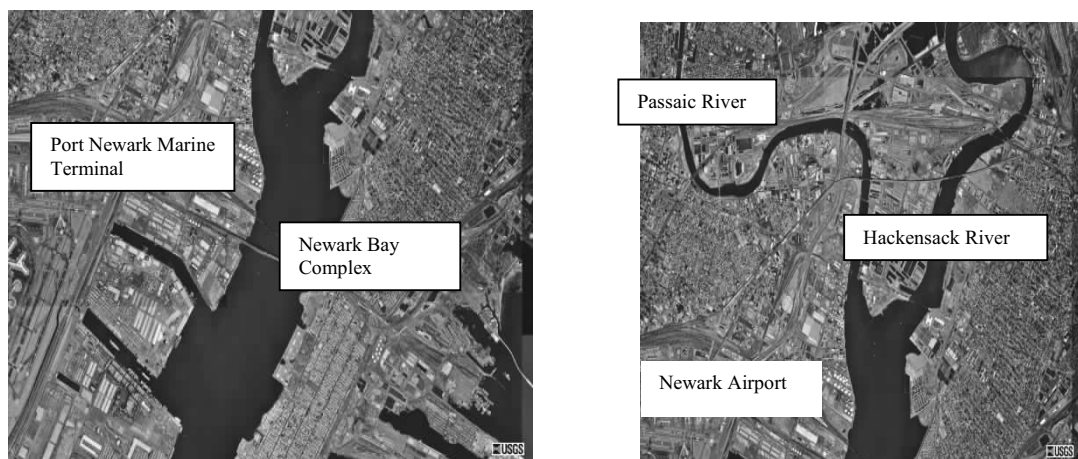 Port Newark Marine
Terminal
Newark Bay
Complex
USGS
Passaic River
Hackensack River
Newark Airport
USGS